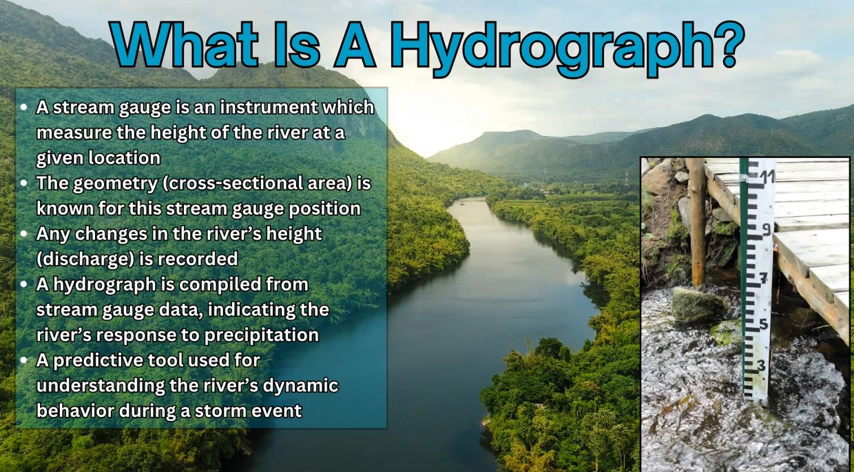 What Is A Hydrograph?
• A stream gauge is an instrument which
measure the height of the river at a
given location
• The geometry (cross-sectional area) is
known for this stream gauge position
• Any changes in the river's height
(discharge) is recorded
• A hydrograph is compiled from
stream gauge data, indicating the
river's response to precipitation
• A predictive tool used for
understanding the river's dynamic
behavior during a storm event
11
9
7
5
3